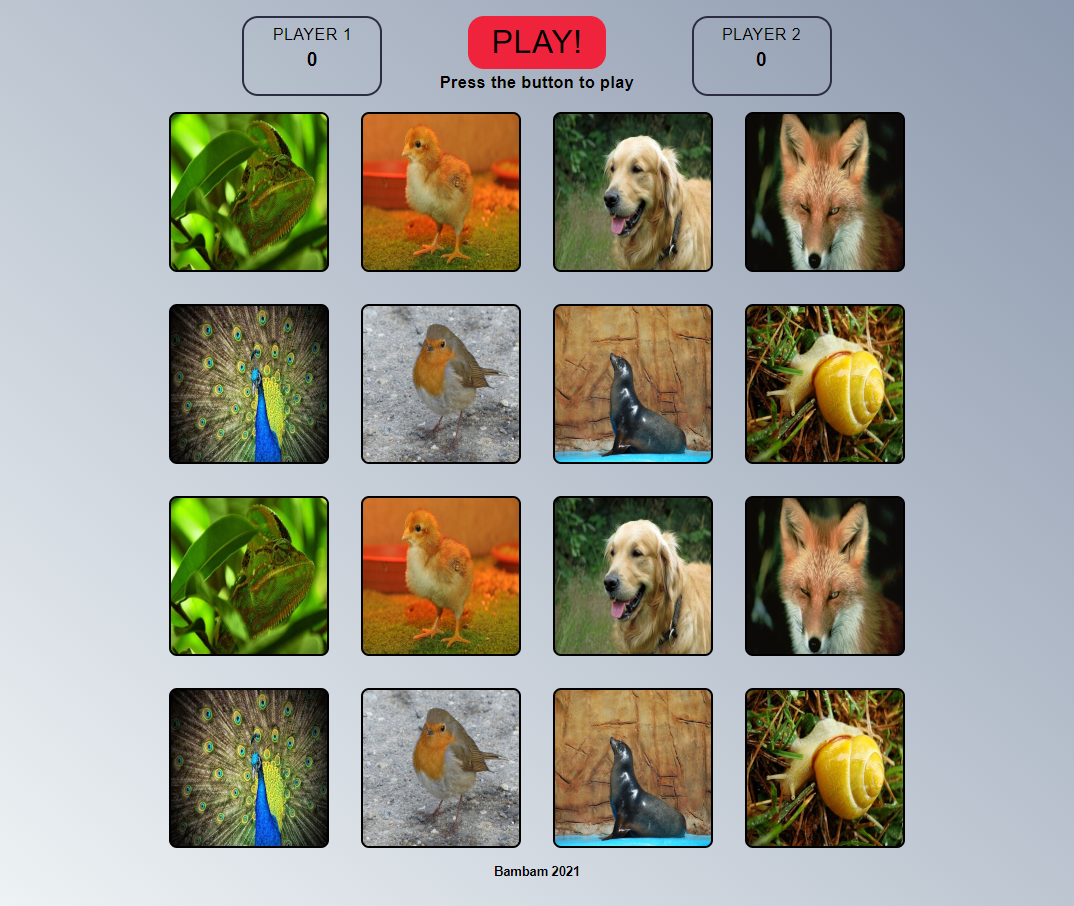 PLAYER 1
0
PLAY!
Press the button to play
PLAYER 2
0
Bambam 2021